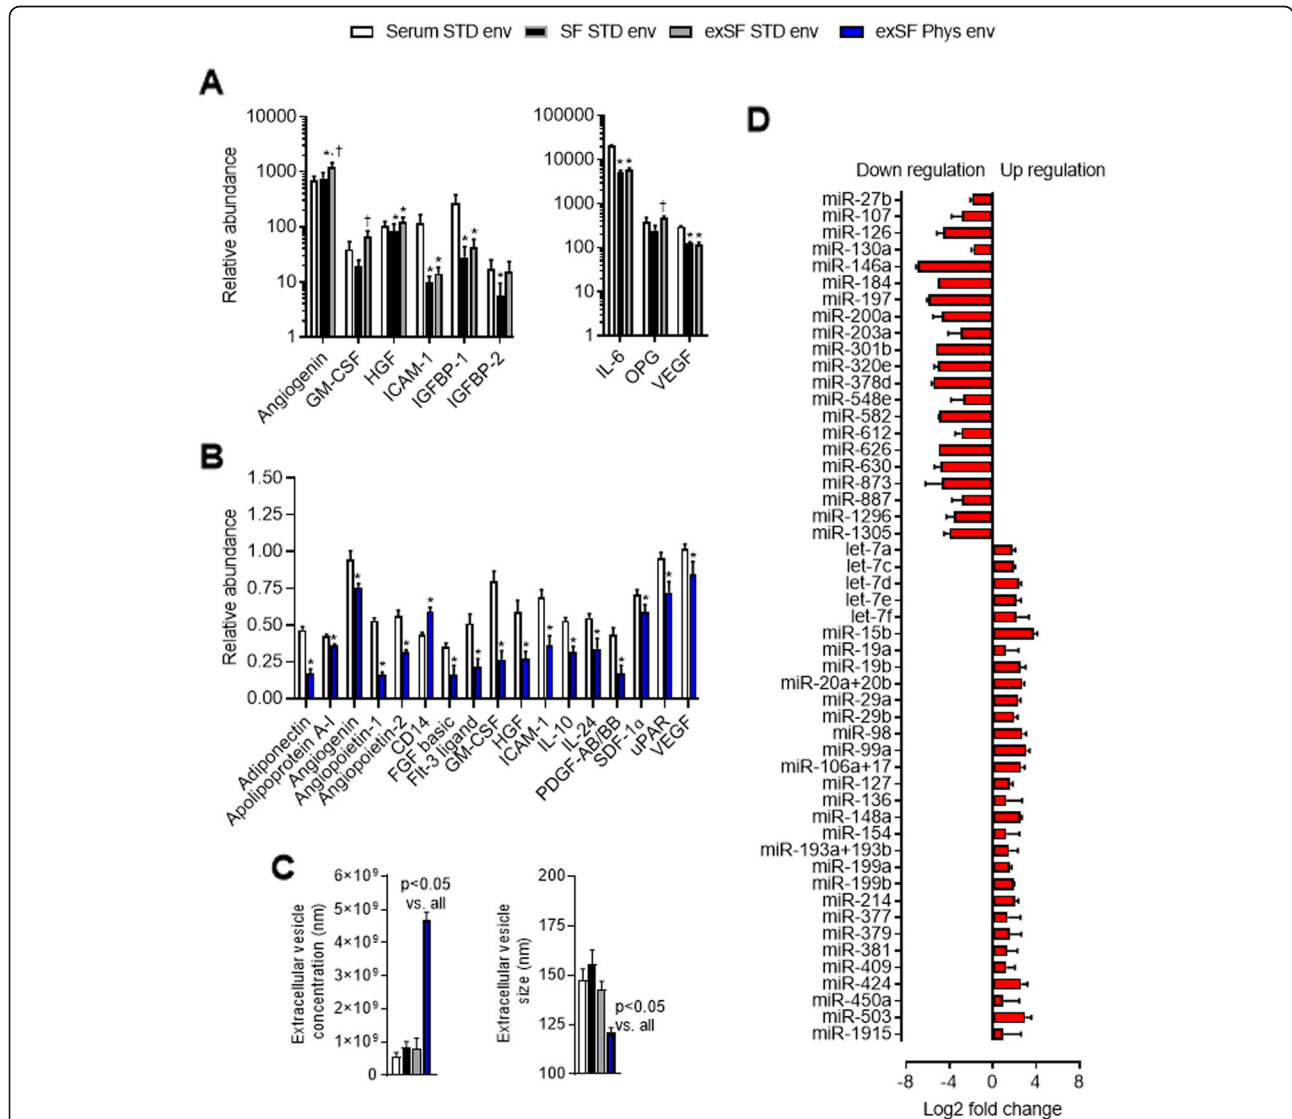 Serum STD env SF STD env exSF STD env exSF Phys env
A
Relative abundance
10000
1000
100
10
1
*,†
†
* *
* *
* *
*
Angiogenin
GM-CSF
HGF
ICAM-1
IGFBP-1
IGFBP-2
100000
10000
1000
100
10
1
* *
†
* *
IL-6
OPG
VEGF
B
Relative abundance
1.50
1.25
1.00
0.75
0.50
0.25
0.00
* * * * * * * * * * * * * * * * *
Adiponectin
Apolipoprotein A-I
Angiogenin
Angiopoietin-1
Angiopoietin-2
CD14
FGF basic
Flt-3 ligand
GM-CSF
HGF
ICAM-1
IL-10
IL-24
PDGF-AB/BB
SDF-1α
uPAR
VEGF
C
Extracellular vesicle
concentration (nm)
6×10⁹
5×10⁹
4×10⁹
3×10⁹
2×10⁹
1×10⁹
0
p<0.05
vs. all
Extracellular vesicle
size (nm)
200
175
150
125
100
p<0.05
vs. all
D
Down regulation Up regulation
miR-27b
miR-107
miR-126
miR-130a
miR-146a
miR-184
miR-197
miR-200a
miR-203a
miR-301b
miR-320e
miR-378d
miR-548e
miR-582
miR-612
miR-626
miR-630
miR-873
miR-887
miR-1296
miR-1305
let-7a
let-7c
let-7d
let-7e
let-7f
miR-15b
miR-19a
miR-19b
miR-20a+20b
miR-29a
miR-29b
miR-98
miR-99a
miR-106a+17
miR-127
miR-136
miR-148a
miR-154
miR-193a+193b
miR-199a
miR-199b
miR-214
miR-377
miR-379
miR-381
miR-409
miR-424
miR-450a
miR-503
miR-1915
-8 -4 0 4 8
Log2 fold change